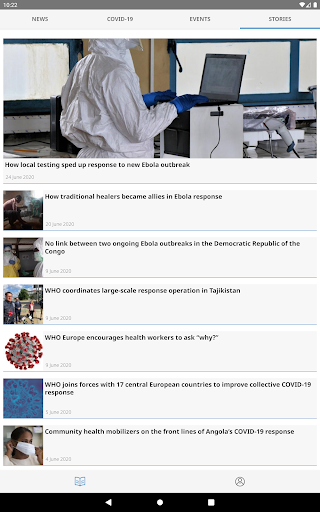 10:22
NEWS COVID-19 EVENTS STORIES
How local testing sped up response to new Ebola outbreak
24 June 2020
How traditional healers became allies in Ebola response
20 June 2020
No link between two ongoing Ebola outbreaks in the Democratic Republic of the
Congo
9 June 2020
WHO coordinates large-scale response operation in Tajikistan
9 June 2020
WHO Europe encourages health workers to ask "why?"
9 June 2020
WHO joins forces with 17 central European countries to improve collective COVID-19
response
5 June 2020
Community health mobilizers on the front lines of Angola's COVID-19 response
4 June 2020